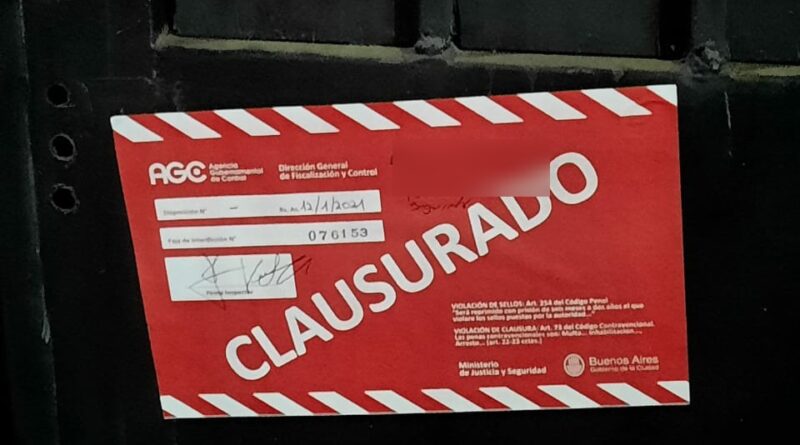 AGC Agencia Gubernamental de Control
Dirección General
de Fiscalización y Control
Disposición N° - Bs. As. 12/1/2021
Faja de Interdicción N° 076153
Firma Inspector
CLAUSURADO
VIOLACIÓN DE SELLOS: Art. 254 del Código Penal
"Será reprimido con prisión de seis meses a dos años el que
violare los sellos puestos por la autoridad..."
VIOLACIÓN DE CLAUSURA: Art. 73 del Código Contravencional.
Las penas contravencionales son: Multa... Inhabilitación...,
Arresto... (art. 22-23 cctes.)
Ministerio
de Justicia y Seguridad
Buenos Aires
Gobierno de la Ciudad